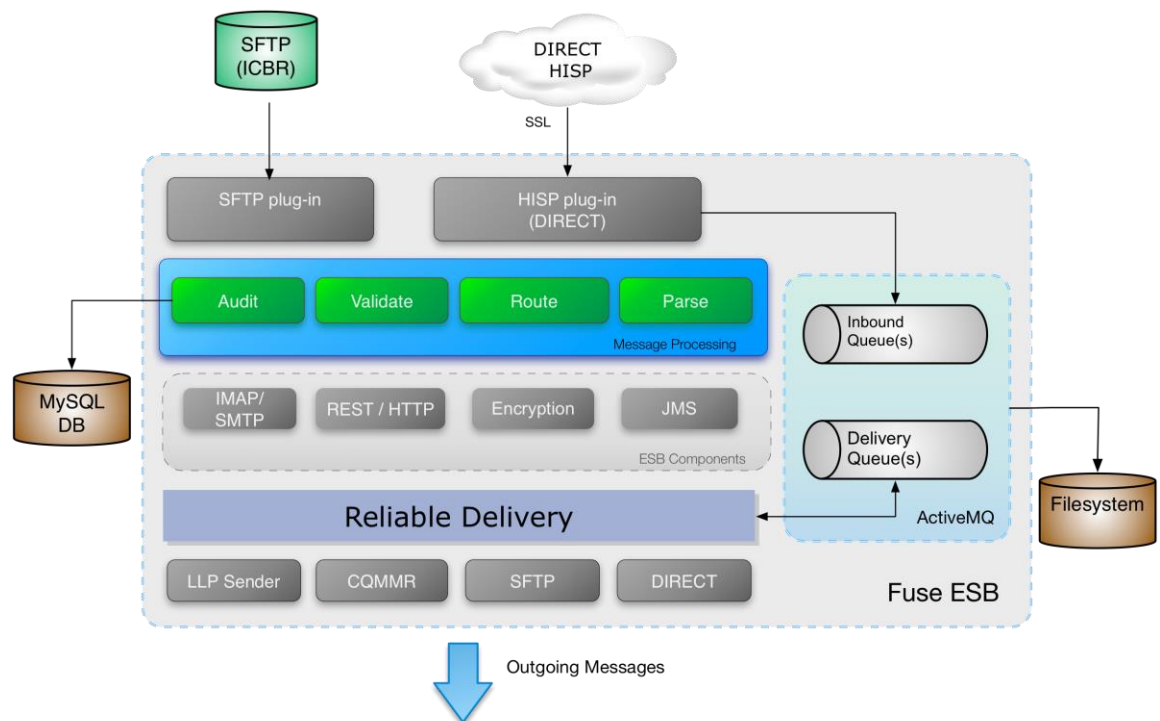 SFTP
(ICBR)
DIRECT
HISP
SSL
SFTP plug-in
HISP plug-in
(DIRECT)
Audit
Validate
Route
Parse
Message Processing
Inbound
Queue(s)
MySQL
DB
IMAP/
SMTP
REST / HTTP
Encryption
JMS
ESB Components
Delivery
Queue(s)
Filesystem
Reliable Delivery
ActiveMQ
LLP Sender
CQMMR
SFTP
DIRECT
Fuse ESB
Outgoing Messages